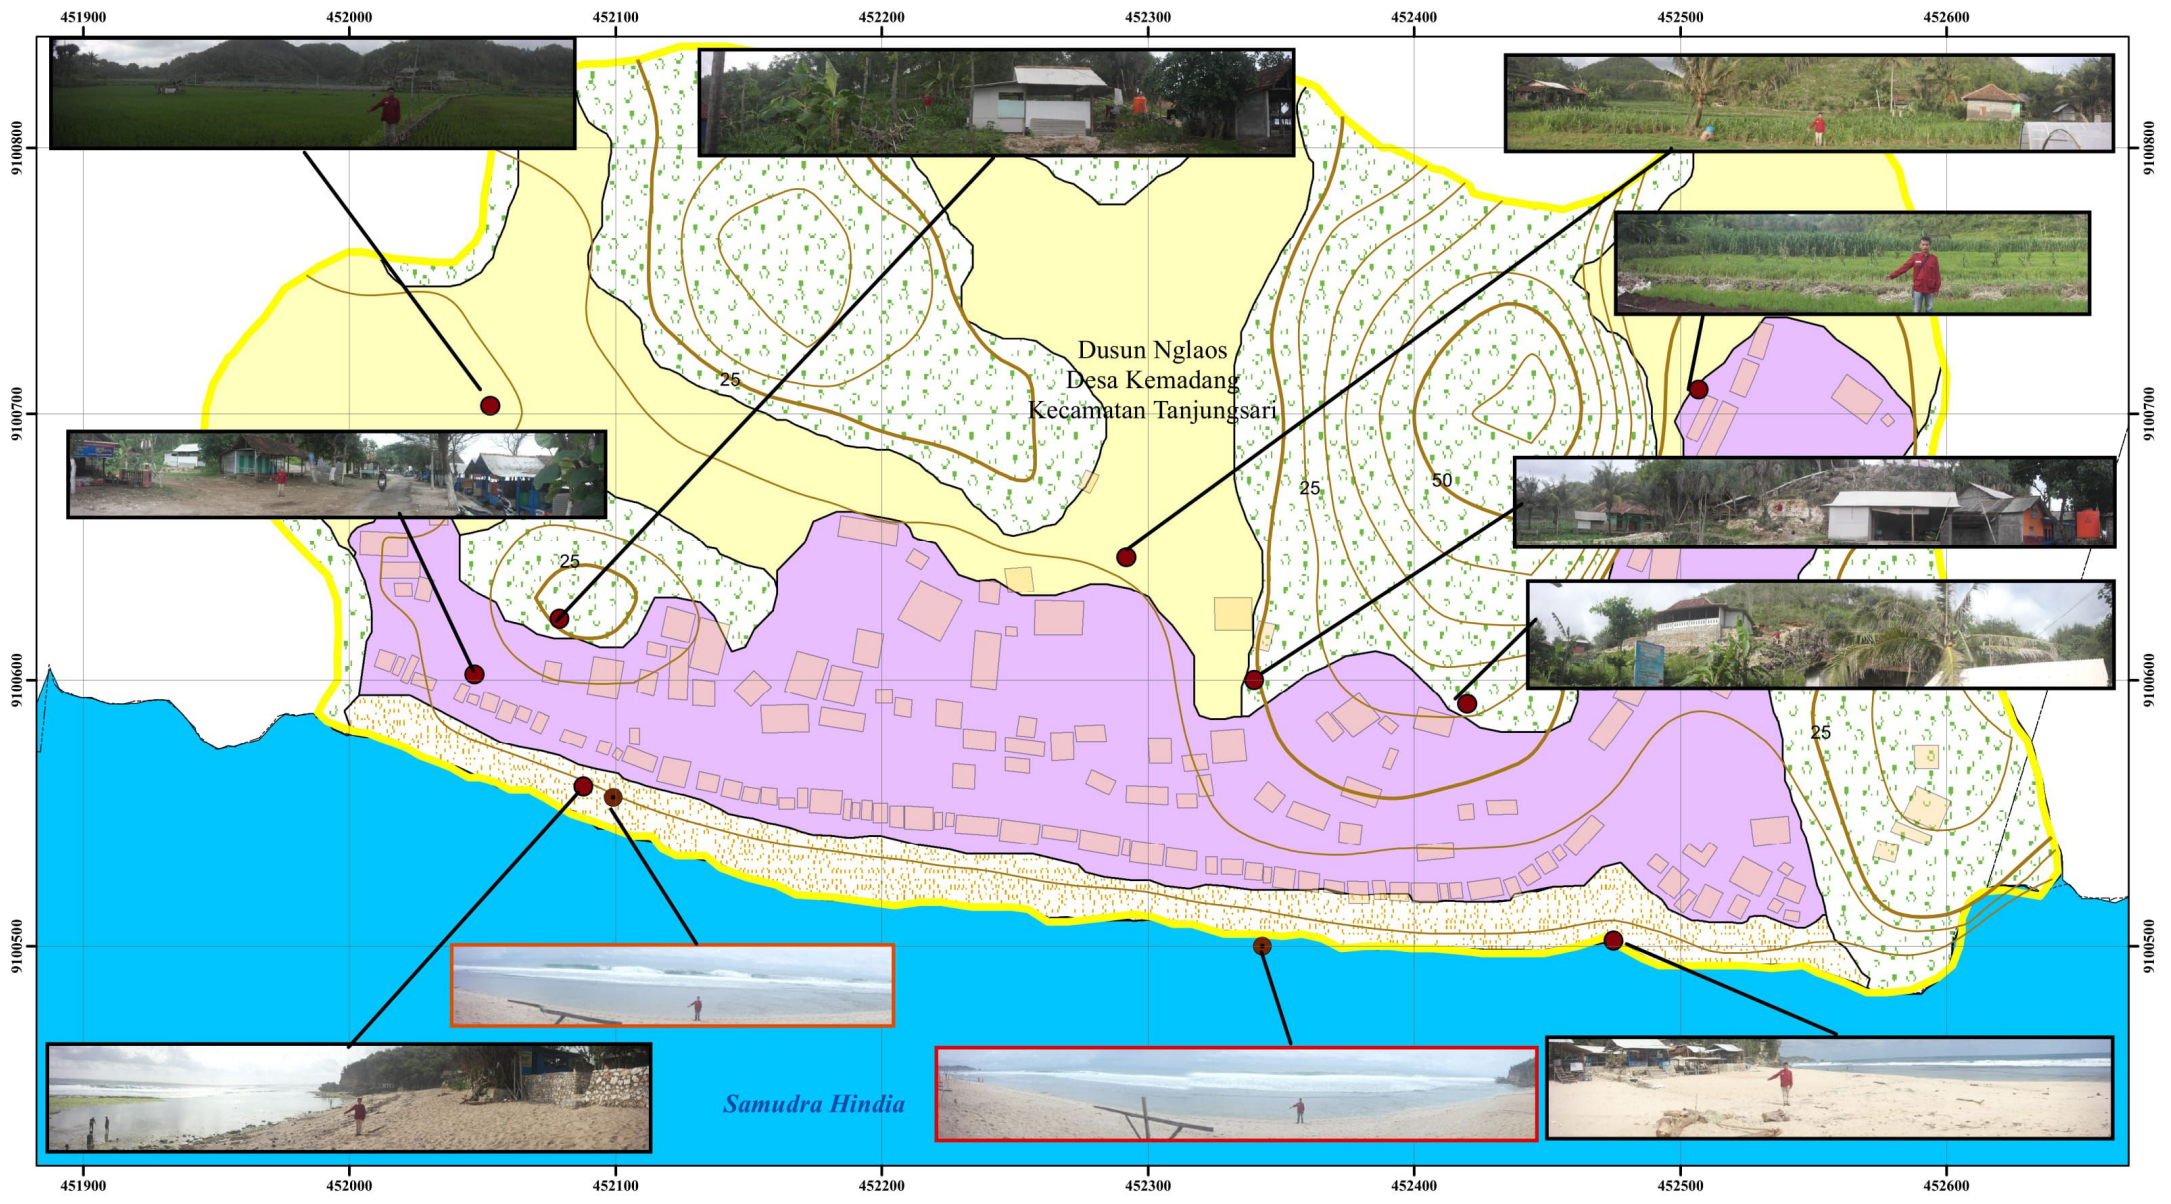 451900 452000 452100 452200 452300 452400 452500 452600
9100800 9100800
Dusun Nglaos
Desa Kemadang
Kecamatan Tanjungsari
25
9100700 9100700
25
50
25
9100600 9100600
25
9100500 9100500
Samudra Hindia
451900 452000 452100 452200 452300 452400 452500 452600